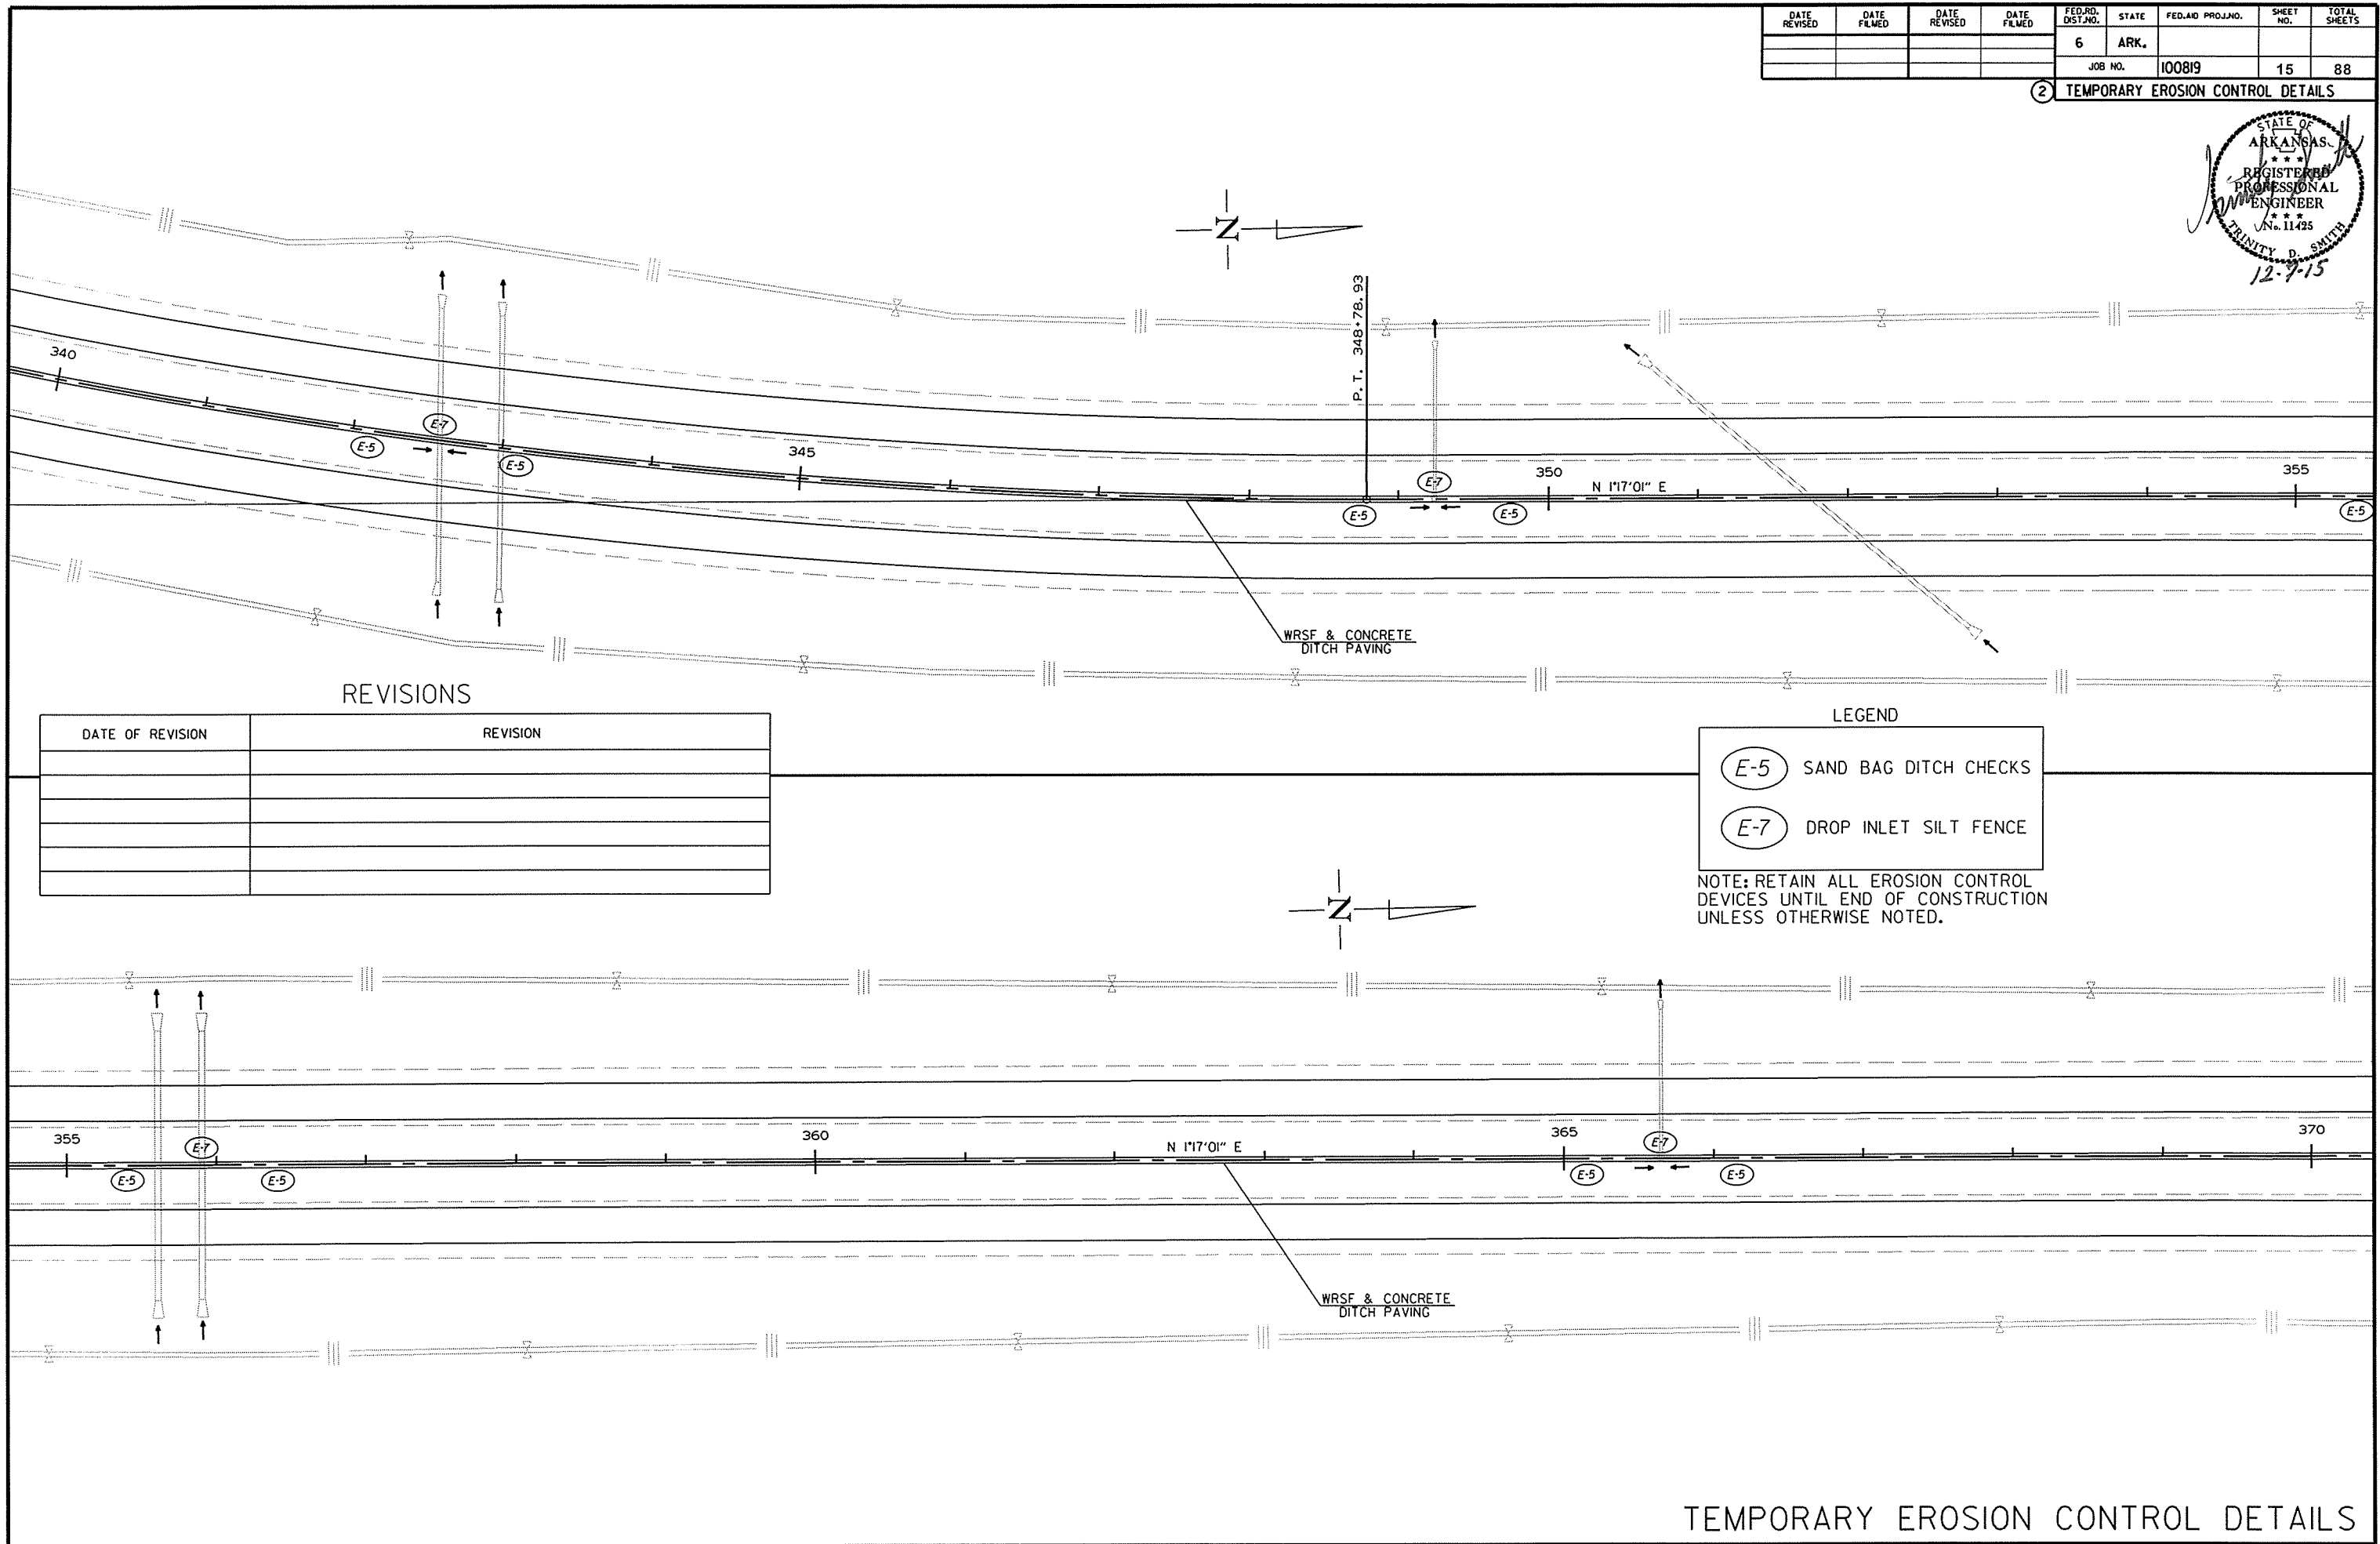 DATE REVISED
DATE FILMED
DATE REVISED
DATE FILMED
FED.RD. DIST.NO.
STATE
FED.AID PROJ.NO.
SHEET NO.
TOTAL SHEETS
6
ARK.
JOB NO.
100819
15
88
2 TEMPORARY EROSION CONTROL DETAILS
STATE OF
ARKANSAS
REGISTERED
PROFESSIONAL
ENGINEER
No. 11425
TRINITY D. SMITH
12-9-15
N
P.T. 348+78.93
340
E-7
E-5
E-5
345
E-7
350
N 1°17'01" E
355
E-5
E-5
E-5
WRSF & CONCRETE
DITCH PAVING
REVISIONS
DATE OF REVISION
REVISION
LEGEND
E-5 SAND BAG DITCH CHECKS
E-7 DROP INLET SILT FENCE
NOTE: RETAIN ALL EROSION CONTROL
DEVICES UNTIL END OF CONSTRUCTION
UNLESS OTHERWISE NOTED.
N
355
E-7
360
N 1°17'01" E
365
E-7
370
E-5
E-5
E-5
E-5
WRSF & CONCRETE
DITCH PAVING
TEMPORARY EROSION CONTROL DETAILS